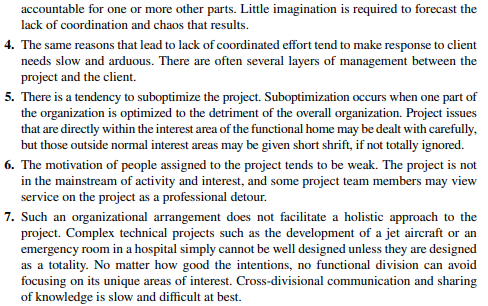 accountable for one or more other parts. Little imagination is required to forecast the
lack of coordination and chaos that results.
4. The same reasons that lead to lack of coordinated effort tend to make response to client
needs slow and arduous. There are often several layers of management between the
project and the client.
5. There is a tendency to suboptimize the project. Suboptimization occurs when one part of
the organization is optimized to the detriment of the overall organization. Project issues
that are directly within the interest area of the functional home may be dealt with carefully,
but those outside normal interest areas may be given short shrift, if not totally ignored.
6. The motivation of people assigned to the project tends to be weak. The project is not
in the mainstream of activity and interest, and some project team members may view
service on the project as a professional detour.
7. Such an organizational arrangement does not facilitate a holistic approach to the
project. Complex technical projects such as the development of a jet aircraft or an
emergency room in a hospital simply cannot be well designed unless they are designed
as a totality. No matter how good the intentions, no functional division can avoid
focusing on its unique areas of interest. Cross-divisional communication and sharing
of knowledge is slow and difficult at best.